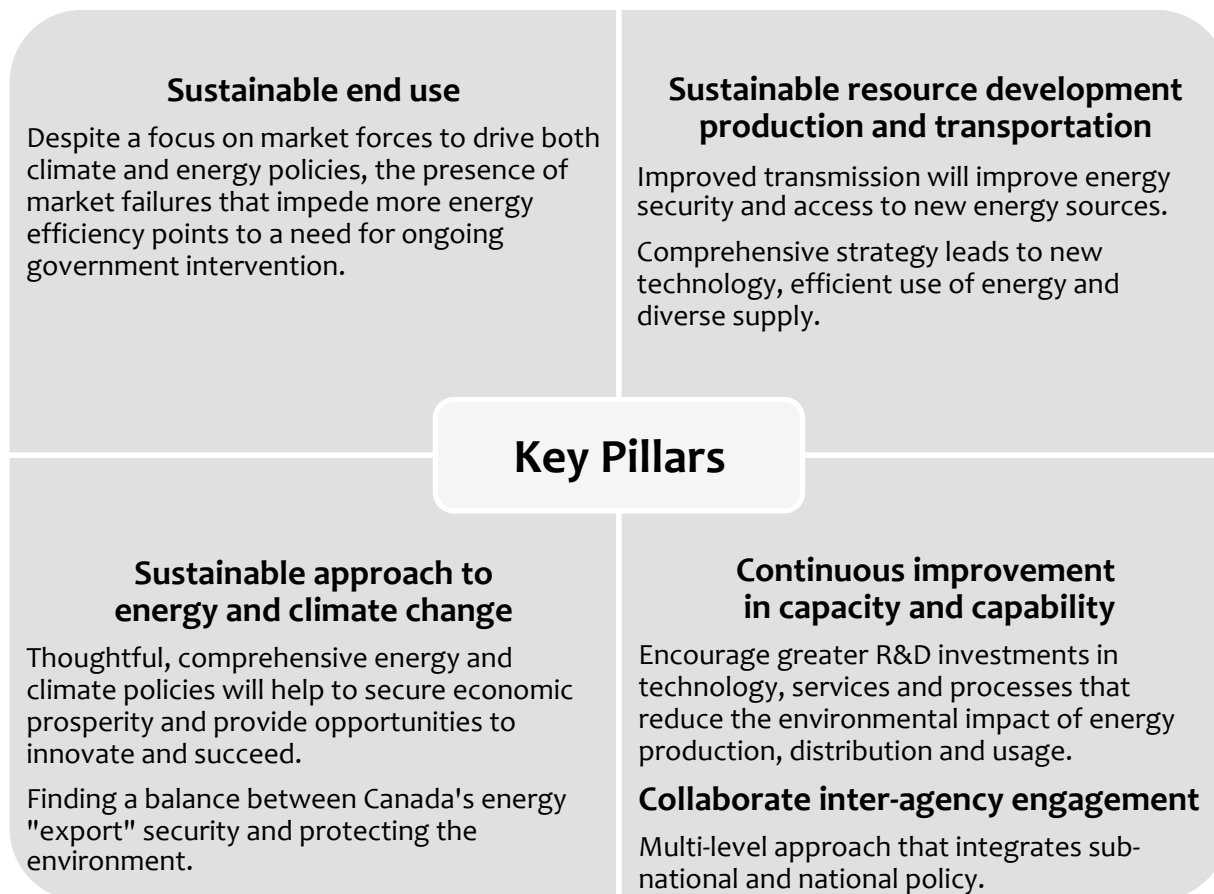 Sustainable end use
Despite a focus on market forces to drive both
climate and energy policies, the presence of
market failures that impede more energy
efficiency points to a need for ongoing
government intervention.
Sustainable resource development
production and transportation
Improved transmission will improve energy
security and access to new energy sources.
Comprehensive strategy leads to new
technology, efficient use of energy and
diverse supply.
Key Pillars
Sustainable approach to
energy and climate change
Thoughtful, comprehensive energy and
climate policies will help to secure economic
prosperity and provide opportunities to
innovate and succeed.
Finding a balance between Canada's energy
"export" security and protecting the
environment.
Continuous improvement
in capacity and capability
Encourage greater R&D investments in
technology, services and processes that
reduce the environmental impact of energy
production, distribution and usage.
Collaborate inter-agency engagement
Multi-level approach that integrates sub-
national and national policy.